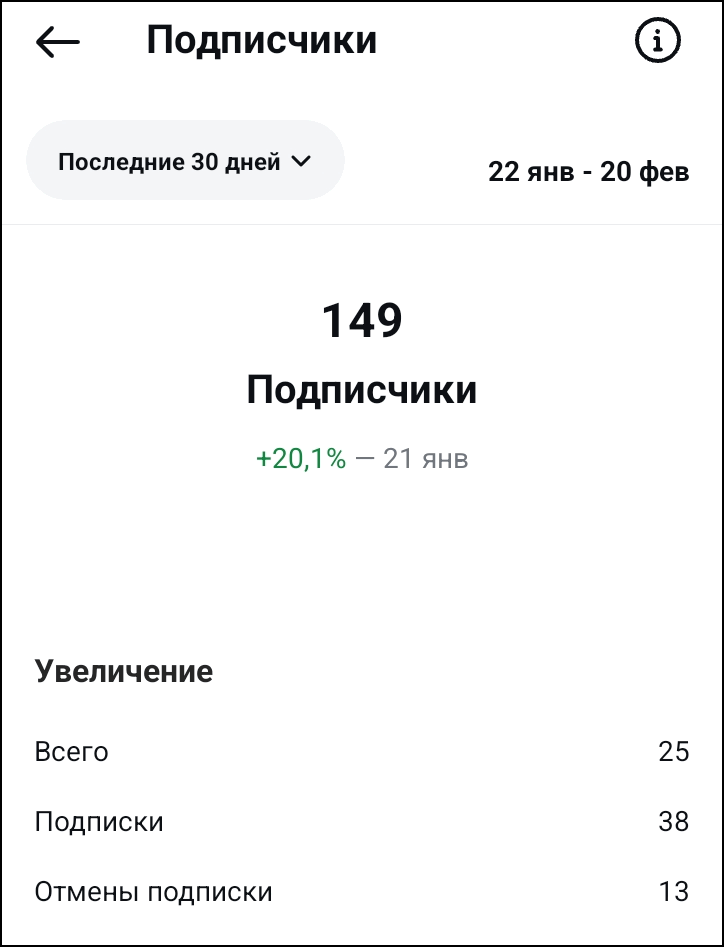 Подписчики
Последние 30 дней
22 янв - 20 фев
149
Подписчики
+20,1% — 21 янв
Увеличение
Всего 25
Подписки 38
Отмены подписки 13